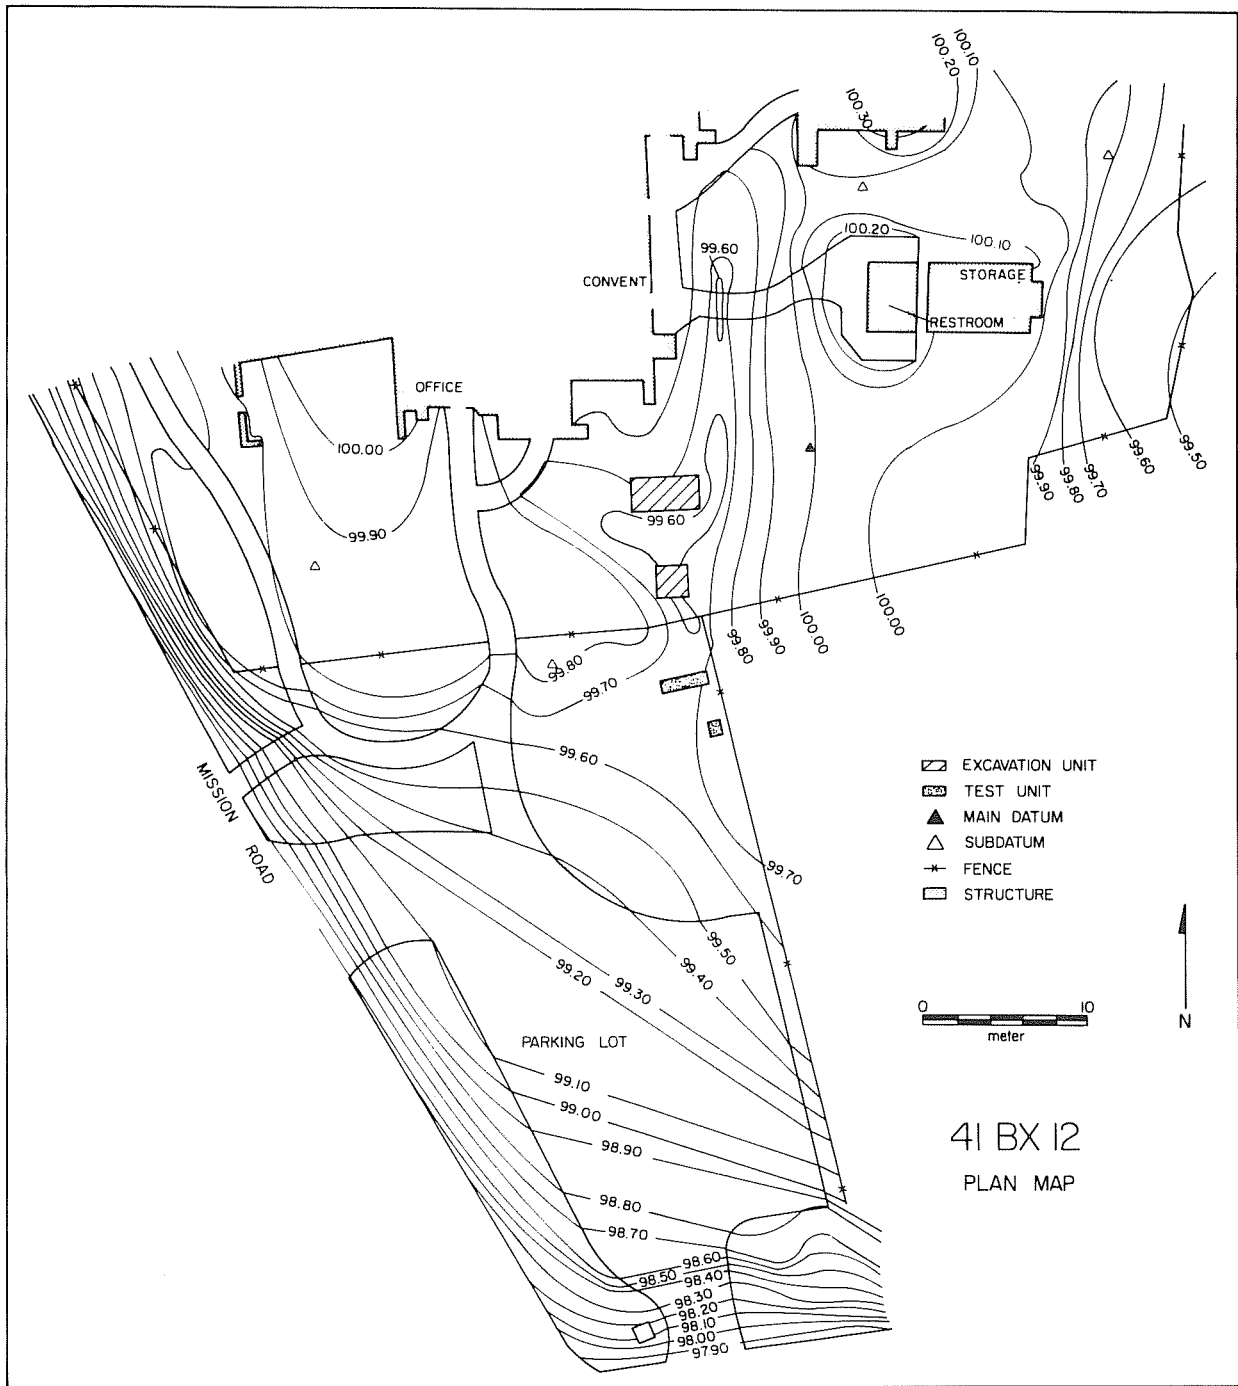 100.10
100.20
100.30
100.20
100.10
99.60
CONVENT
STORAGE
RESTROOM
OFFICE
100.00
99.90
99.60
99.90
99.80
99.70
99.60
99.50
99.80
99.70
99.80
99.90
100.00
100.00
99.60
MISSION ROAD
EXCAVATION UNIT
TEST UNIT
MAIN DATUM
SUBDATUM
FENCE
STRUCTURE
99.70
99.50
99.40
99.30
99.20
0 10
meter
N
PARKING LOT
99.10
99.00
98.90
98.80
98.70
98.60
98.50
98.40
98.30
98.20
98.10
98.00
97.90
41 BX 12
PLAN MAP